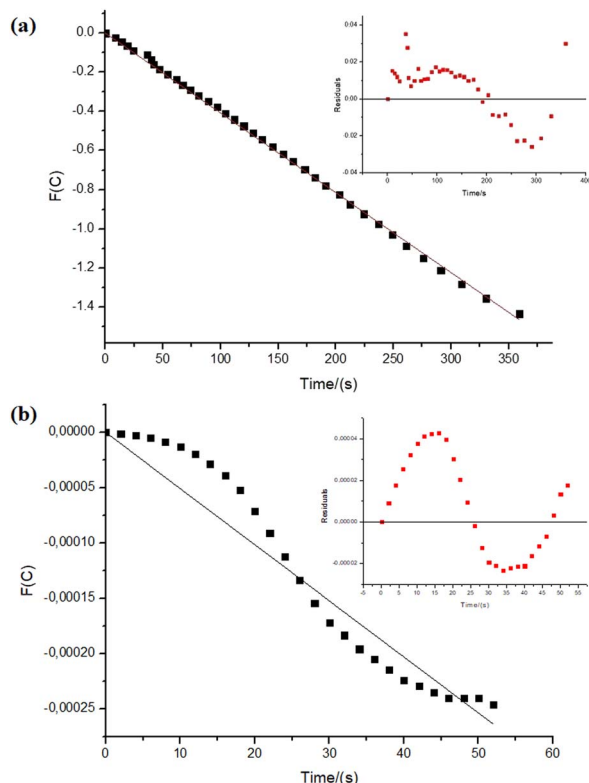 (a)
0.0
-0.2
-0.4
-0.6
-0.8
-1.0
-1.2
-1.4
F(C)
0 50 100 150 200 250 300 350
Time/(s)
0.04
0.02
0.00
-0.02
-0.04
Residuals
0 100 200 300 400
Time/s
(b)
0,00000
-0,00005
-0,00010
-0,00015
-0,00020
-0,00025
F(C)
0 10 20 30 40 50 60
Time/(s)
0,00004
0,00002
0,00000
-0,00002
Residuals
-5 0 5 10 15 20 25 30 35 40 45 50 55
Time/(s)